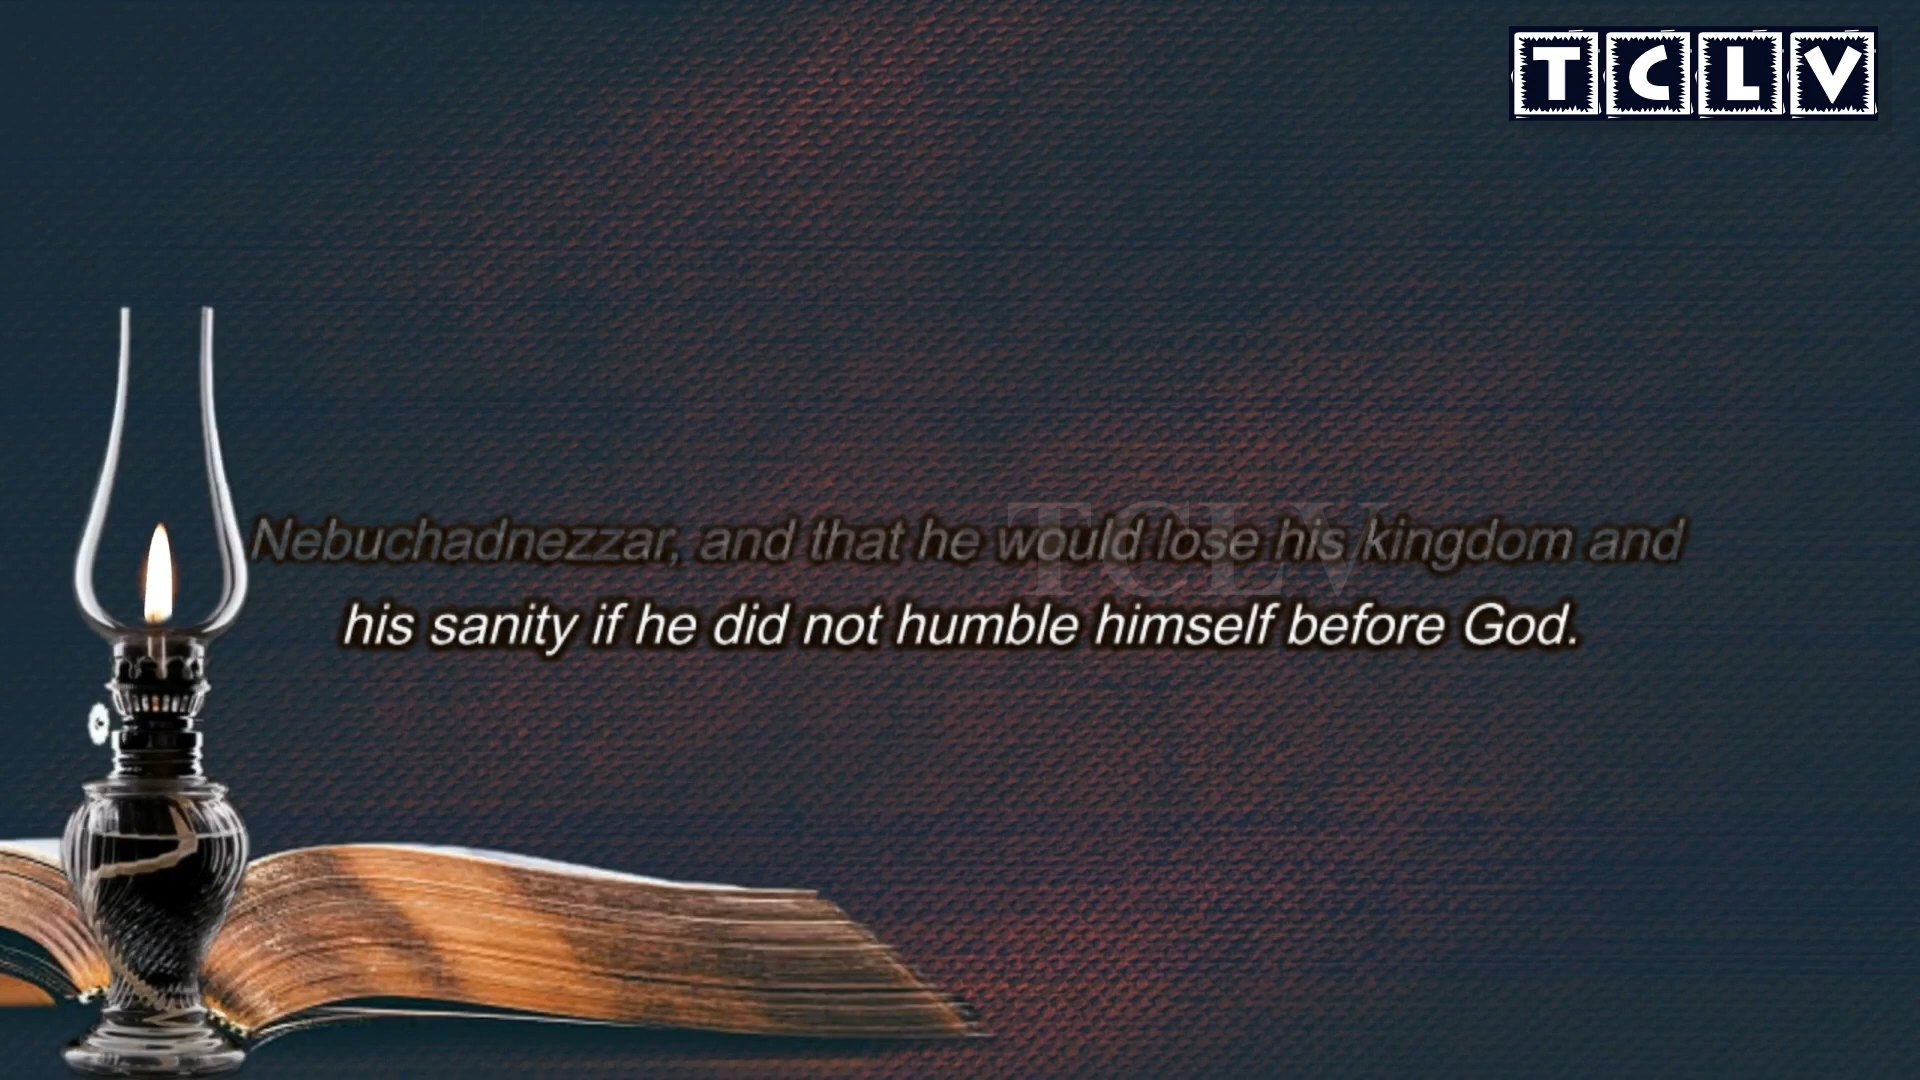 TCLV
Nebuchadnezzar, and that he would lose his kingdom and
TCLV
his sanity if he did not humble himself before God.